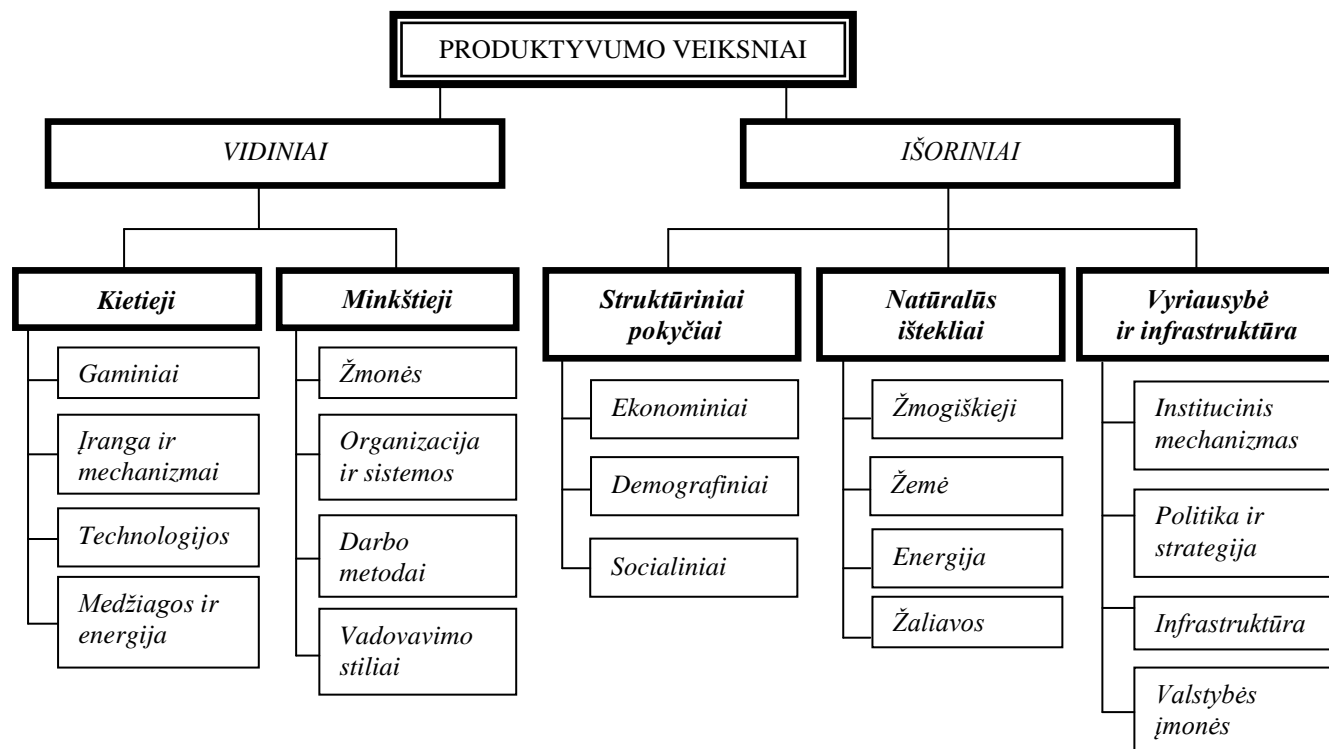 PRODUKTYVUMO VEIKSNIAI
VIDINIAI
IŠORINIAI
Kietieji
Gaminiai
Įranga ir
mechanizmai
Technologijos
Medžiagos ir
energija
Minkštieji
Žmonės
Organizacija
ir sistemos
Darbo
metodai
Vadovavimo
stiliai
Struktūriniai
pokyčiai
Ekonominiai
Demografiniai
Socialiniai
Natūralūs
ištekliai
Žmogiškieji
Žemė
Energija
Žaliavos
Vyriausybė
ir infrastruktūra
Institucinis
mechanizmas
Politika ir
strategija
Infrastruktūra
Valstybės
įmonės